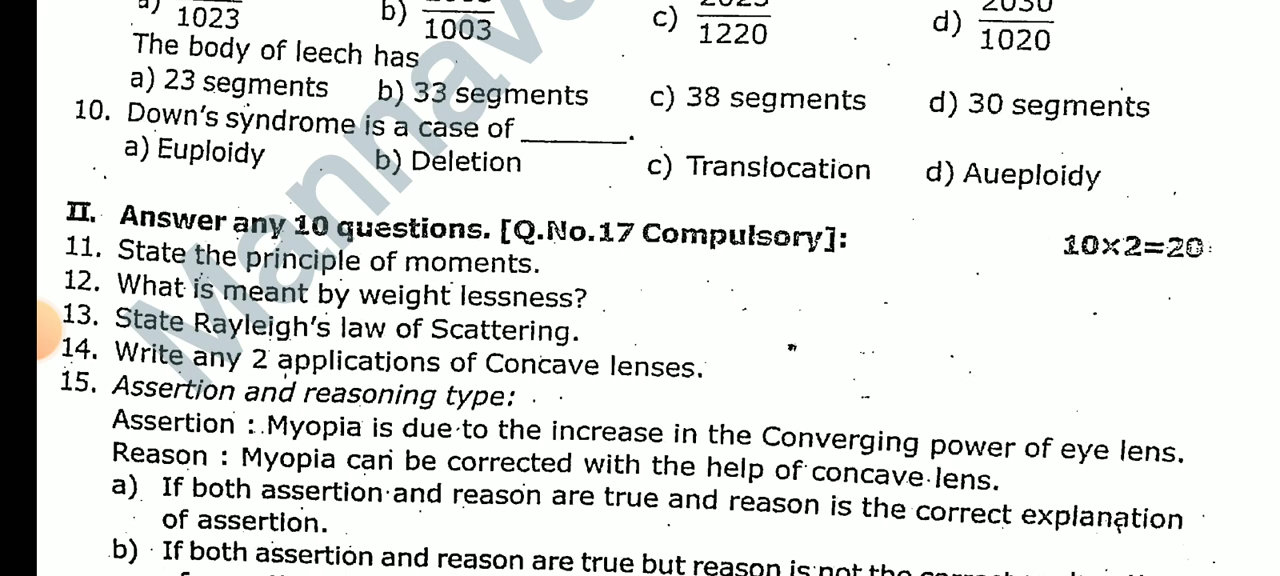 a) 1023 b) 1003 c) 1220 d) 2030 1020
The body of leech has
a) 23 segments b) 33 segments c) 38 segments d) 30 segments
10. Down's syndrome is a case of ________.
a) Euploidy b) Deletion c) Translocation d) Aueploidy
II. Answer any 10 questions. [Q.No.17 Compulsory]: 10×2=20
11. State the principle of moments.
12. What is meant by weight lessness?
13. State Rayleigh's law of Scattering.
14. Write any 2 applications of Concave lenses.
15. Assertion and reasoning type:
Assertion : Myopia is due to the increase in the Converging power of eye lens.
Reason : Myopia can be corrected with the help of concave lens.
a) If both assertion and reason are true and reason is the correct explanation
of assertion.
b) If both assertion and reason are true but reason is not the